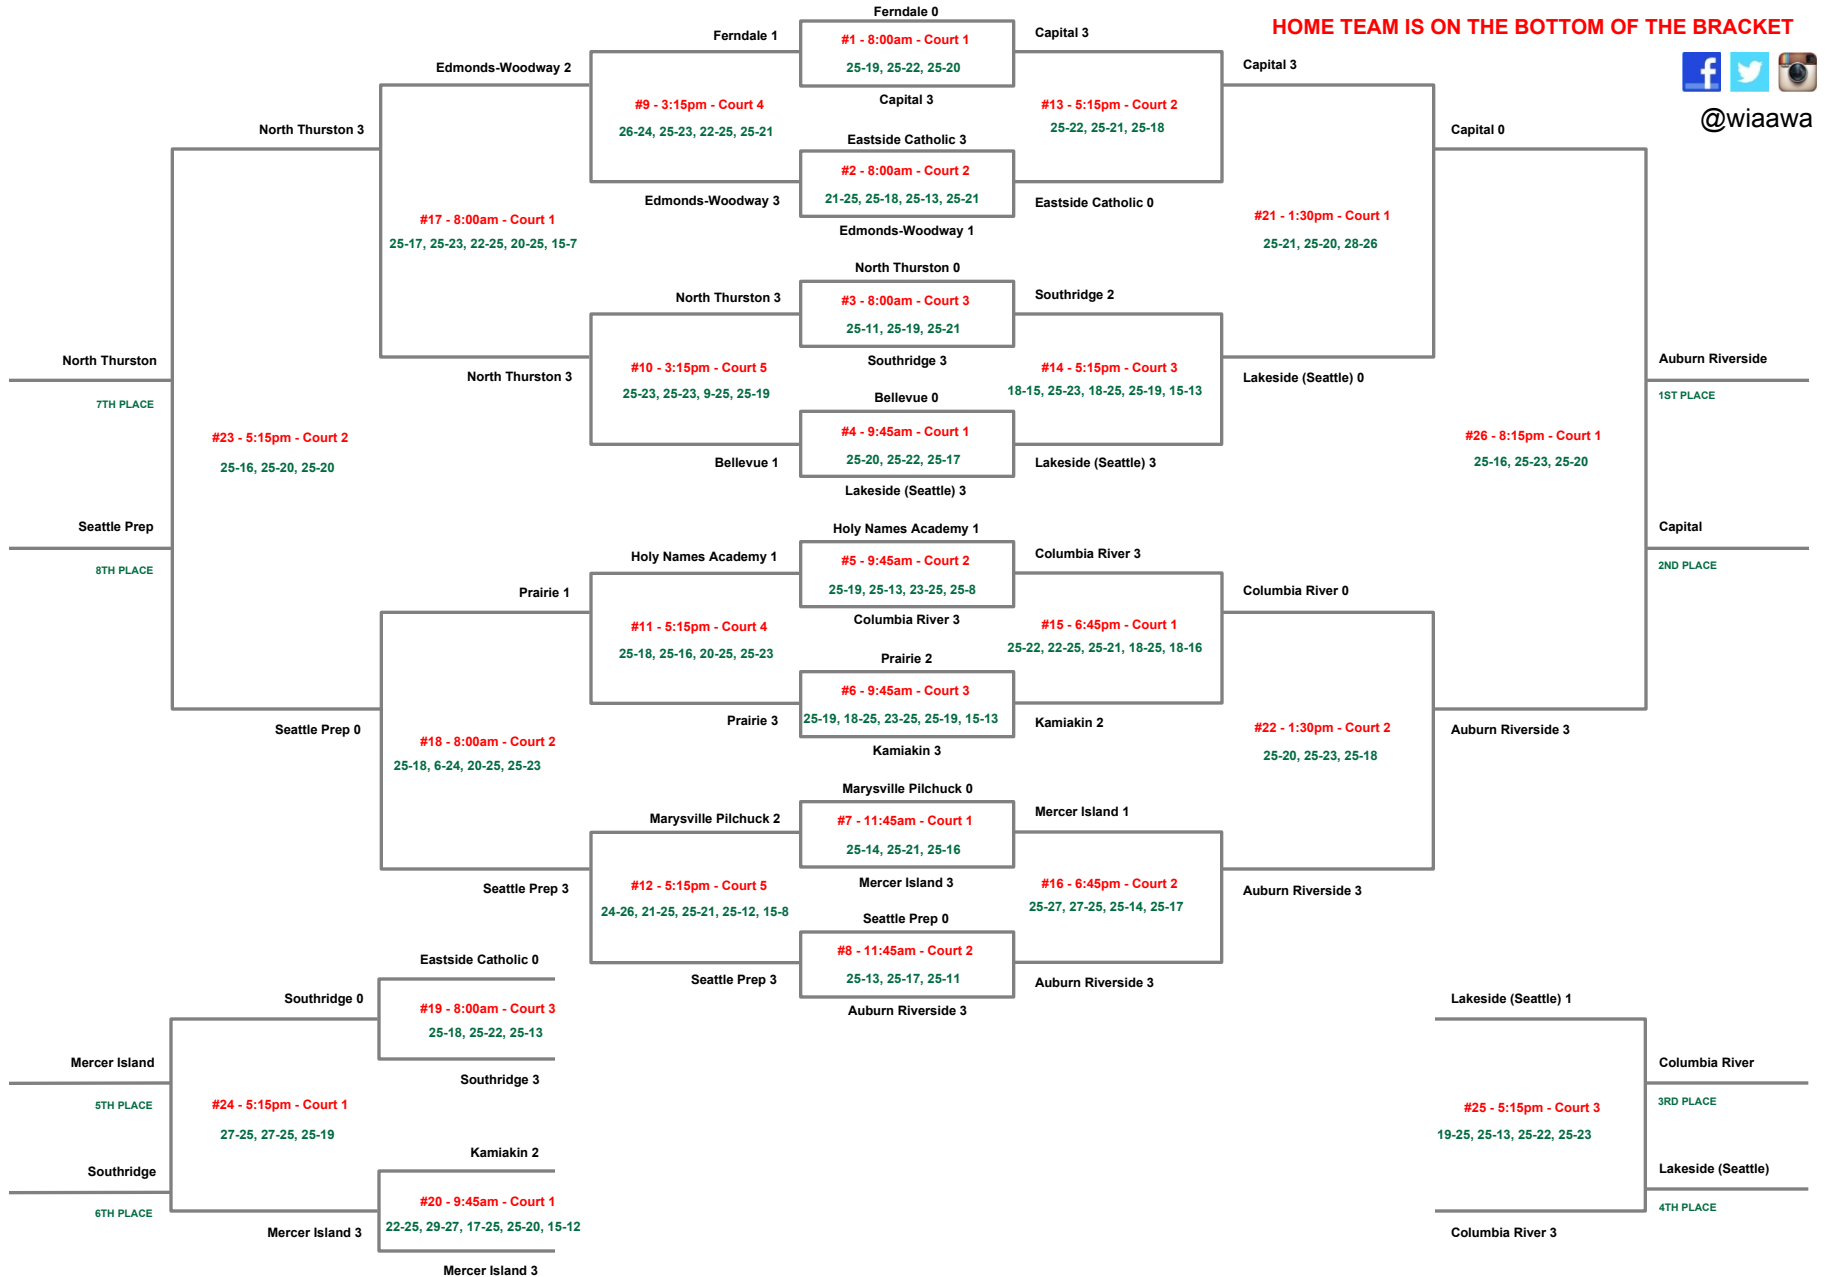 HOME TEAM IS ON THE BOTTOM OF THE BRACKET
@wiaawa
Ferndale 0
#1 - 8:00am - Court 1
25-19, 25-22, 25-20
Capital 3
Eastside Catholic 3
#2 - 8:00am - Court 2
21-25, 25-18, 25-13, 25-21
Edmonds-Woodway 1
North Thurston 0
#3 - 8:00am - Court 3
25-11, 25-19, 25-21
Southridge 3
Bellevue 0
#4 - 9:45am - Court 1
25-20, 25-22, 25-17
Lakeside (Seattle) 3
Holy Names Academy 1
#5 - 9:45am - Court 2
25-19, 25-13, 23-25, 25-8
Columbia River 3
Prairie 2
#6 - 9:45am - Court 3
25-19, 18-25, 23-25, 25-19, 15-13
Kamiakin 3
Marysville Pilchuck 0
#7 - 11:45am - Court 1
25-14, 25-21, 25-16
Mercer Island 3
Seattle Prep 0
#8 - 11:45am - Court 2
25-13, 25-17, 25-11
Auburn Riverside 3
Ferndale 1
#9 - 3:15pm - Court 4
26-24, 25-23, 22-25, 25-21
Edmonds-Woodway 3
North Thurston 3
#10 - 3:15pm - Court 5
25-23, 25-23, 9-25, 25-19
Bellevue 1
Holy Names Academy 1
#11 - 5:15pm - Court 4
25-18, 25-16, 20-25, 25-23
Prairie 3
Marysville Pilchuck 2
#12 - 5:15pm - Court 5
24-26, 21-25, 25-21, 25-12, 15-8
Seattle Prep 3
Capital 3
#13 - 5:15pm - Court 2
25-22, 25-21, 25-18
Eastside Catholic 0
Southridge 2
#14 - 5:15pm - Court 3
18-15, 25-23, 18-25, 25-19, 15-13
Lakeside (Seattle) 3
Columbia River 3
#15 - 6:45pm - Court 1
25-22, 22-25, 25-21, 18-25, 18-16
Kamiakin 2
Mercer Island 1
#16 - 6:45pm - Court 2
25-27, 27-25, 25-14, 25-17
Auburn Riverside 3
Edmonds-Woodway 2
#17 - 8:00am - Court 1
25-17, 25-23, 22-25, 20-25, 15-7
North Thurston 3
Prairie 1
#18 - 8:00am - Court 2
25-18, 6-24, 20-25, 25-23
Seattle Prep 3
Eastside Catholic 0
#19 - 8:00am - Court 3
25-18, 25-22, 25-13
Southridge 3
Kamiakin 2
#20 - 9:45am - Court 1
22-25, 29-27, 17-25, 25-20, 15-12
Mercer Island 3
Capital 3
#21 - 1:30pm - Court 1
25-21, 25-20, 28-26
Lakeside (Seattle) 0
Columbia River 0
#22 - 1:30pm - Court 2
25-20, 25-23, 25-18
Auburn Riverside 3
North Thurston 3
#23 - 5:15pm - Court 2
25-16, 25-20, 25-20
Seattle Prep 0
North Thurston
7TH PLACE
Seattle Prep
8TH PLACE
Southridge 0
#24 - 5:15pm - Court 1
27-25, 27-25, 25-19
Mercer Island 3
Mercer Island
5TH PLACE
Southridge
6TH PLACE
Lakeside (Seattle) 1
#25 - 5:15pm - Court 3
19-25, 25-13, 25-22, 25-23
Columbia River 3
Columbia River
3RD PLACE
Lakeside (Seattle)
4TH PLACE
Capital 0
#26 - 8:15pm - Court 1
25-16, 25-23, 25-20
Auburn Riverside 3
Auburn Riverside
1ST PLACE
Capital
2ND PLACE